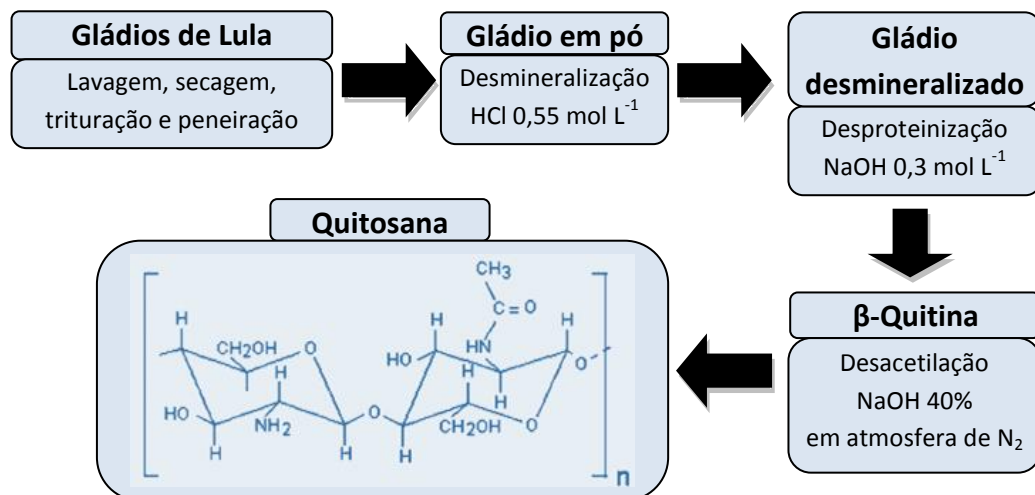 Gládios de Lula
Lavagem, secagem,
trituração e peneiração
Gládio em pó
Desmineralização
HCl 0,55 mol L⁻¹
Gládio
desmineralizado
Desproteinização
NaOH 0,3 mol L⁻¹
β-Quitina
Desacetilação
NaOH 40%
em atmosfera de N₂
Quitosana
CH₃
C=O
H
H
H
CH₂OH
O
HN
HO
H
H
O
H
HO
NH₂
O
CH₂OH
O
H
H
H
n